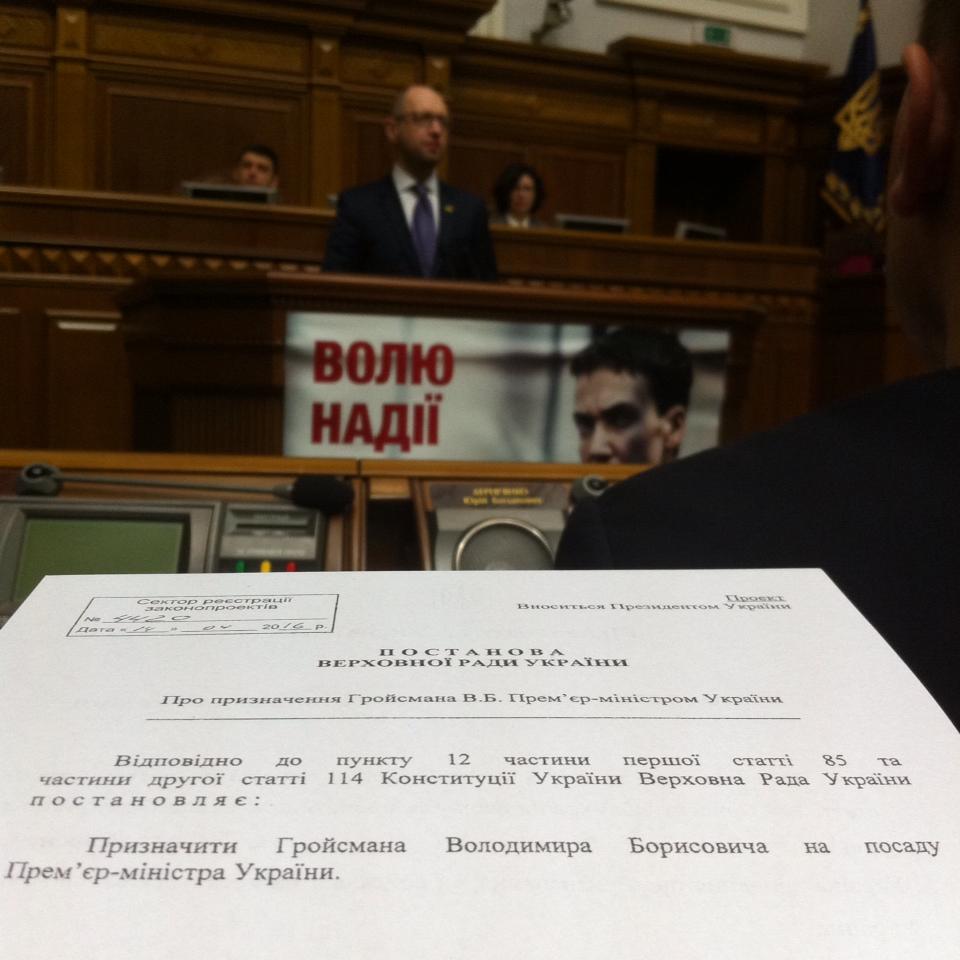 ВОЛЮ
НАДІЇ
Сектор реєстрації
законопроектів
№ 4420
Дата « 14 » 04 2016 р.
Проект
Вноситься Президентом України
ПОСТАНОВА
ВЕРХОВНОЇ РАДИ УКРАЇНИ
Про призначення Гройсмана В.Б. Прем’єр-міністром України
Відповідно до пункту 12 частини першої статті 85 та
частини другої статті 114 Конституції України Верховна Рада України
постановляє:
Призначити Гройсмана Володимира Борисовича на посаду
Прем’єр-міністра України.